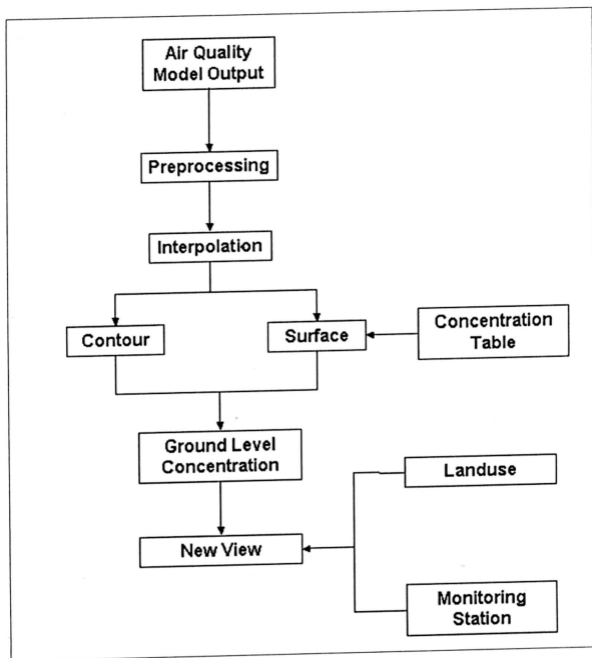 Air Quality
Model Output
Preprocessing
Interpolation
Contour
Surface
Concentration
Table
Ground Level
Concentration
Landuse
New View
Monitoring
Station